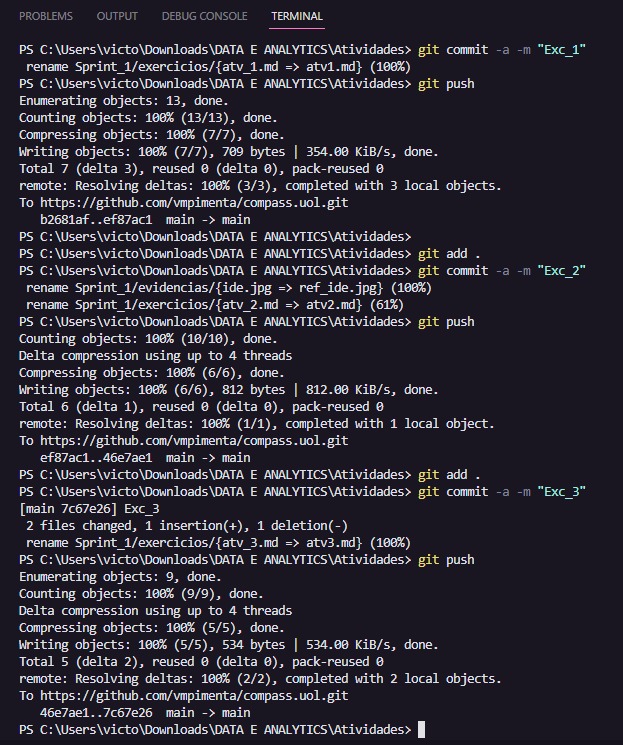 PROBLEMS OUTPUT DEBUG CONSOLE TERMINAL
PS C:\Users\victo\Downloads\DATA E ANALYTICS\Atividades> git commit -a -m "Exc_1"
 rename Sprint_1/exercicios/{atv_1.md => atv1.md} (100%)
PS C:\Users\victo\Downloads\DATA E ANALYTICS\Atividades> git push
Enumerating objects: 13, done.
Counting objects: 100% (13/13), done.
Compressing objects: 100% (7/7), done.
Writing objects: 100% (7/7), 709 bytes | 354.00 KiB/s, done.
Total 7 (delta 3), reused 0 (delta 0), pack-reused 0
remote: Resolving deltas: 100% (3/3), completed with 3 local objects.
To https://github.com/vmpimenta/compass.uol.git
   b2681af..ef87ac1  main -> main
PS C:\Users\victo\Downloads\DATA E ANALYTICS\Atividades>
PS C:\Users\victo\Downloads\DATA E ANALYTICS\Atividades> git add .
PS C:\Users\victo\Downloads\DATA E ANALYTICS\Atividades> git commit -a -m "Exc_2"
 rename Sprint_1/evidencias/{ide.jpg => ref_ide.jpg} (100%)
 rename Sprint_1/exercicios/{atv_2.md => atv2.md} (61%)
PS C:\Users\victo\Downloads\DATA E ANALYTICS\Atividades> git push
Counting objects: 100% (10/10), done.
Delta compression using up to 4 threads
Compressing objects: 100% (6/6), done.
Writing objects: 100% (6/6), 812 bytes | 812.00 KiB/s, done.
Total 6 (delta 1), reused 0 (delta 0), pack-reused 0
remote: Resolving deltas: 100% (1/1), completed with 1 local object.
To https://github.com/vmpimenta/compass.uol.git
   ef87ac1..46e7ae1  main -> main
PS C:\Users\victo\Downloads\DATA E ANALYTICS\Atividades> git add .
PS C:\Users\victo\Downloads\DATA E ANALYTICS\Atividades> git commit -a -m "Exc_3"
[main 7c67e26] Exc_3
 2 files changed, 1 insertion(+), 1 deletion(-)
 rename Sprint_1/exercicios/{atv_3.md => atv3.md} (100%)
PS C:\Users\victo\Downloads\DATA E ANALYTICS\Atividades> git push
Enumerating objects: 9, done.
Counting objects: 100% (9/9), done.
Delta compression using up to 4 threads
Compressing objects: 100% (5/5), done.
Writing objects: 100% (5/5), 534 bytes | 534.00 KiB/s, done.
Total 5 (delta 2), reused 0 (delta 0), pack-reused 0
remote: Resolving deltas: 100% (2/2), completed with 2 local objects.
To https://github.com/vmpimenta/compass.uol.git
   46e7ae1..7c67e26  main -> main
PS C:\Users\victo\Downloads\DATA E ANALYTICS\Atividades>